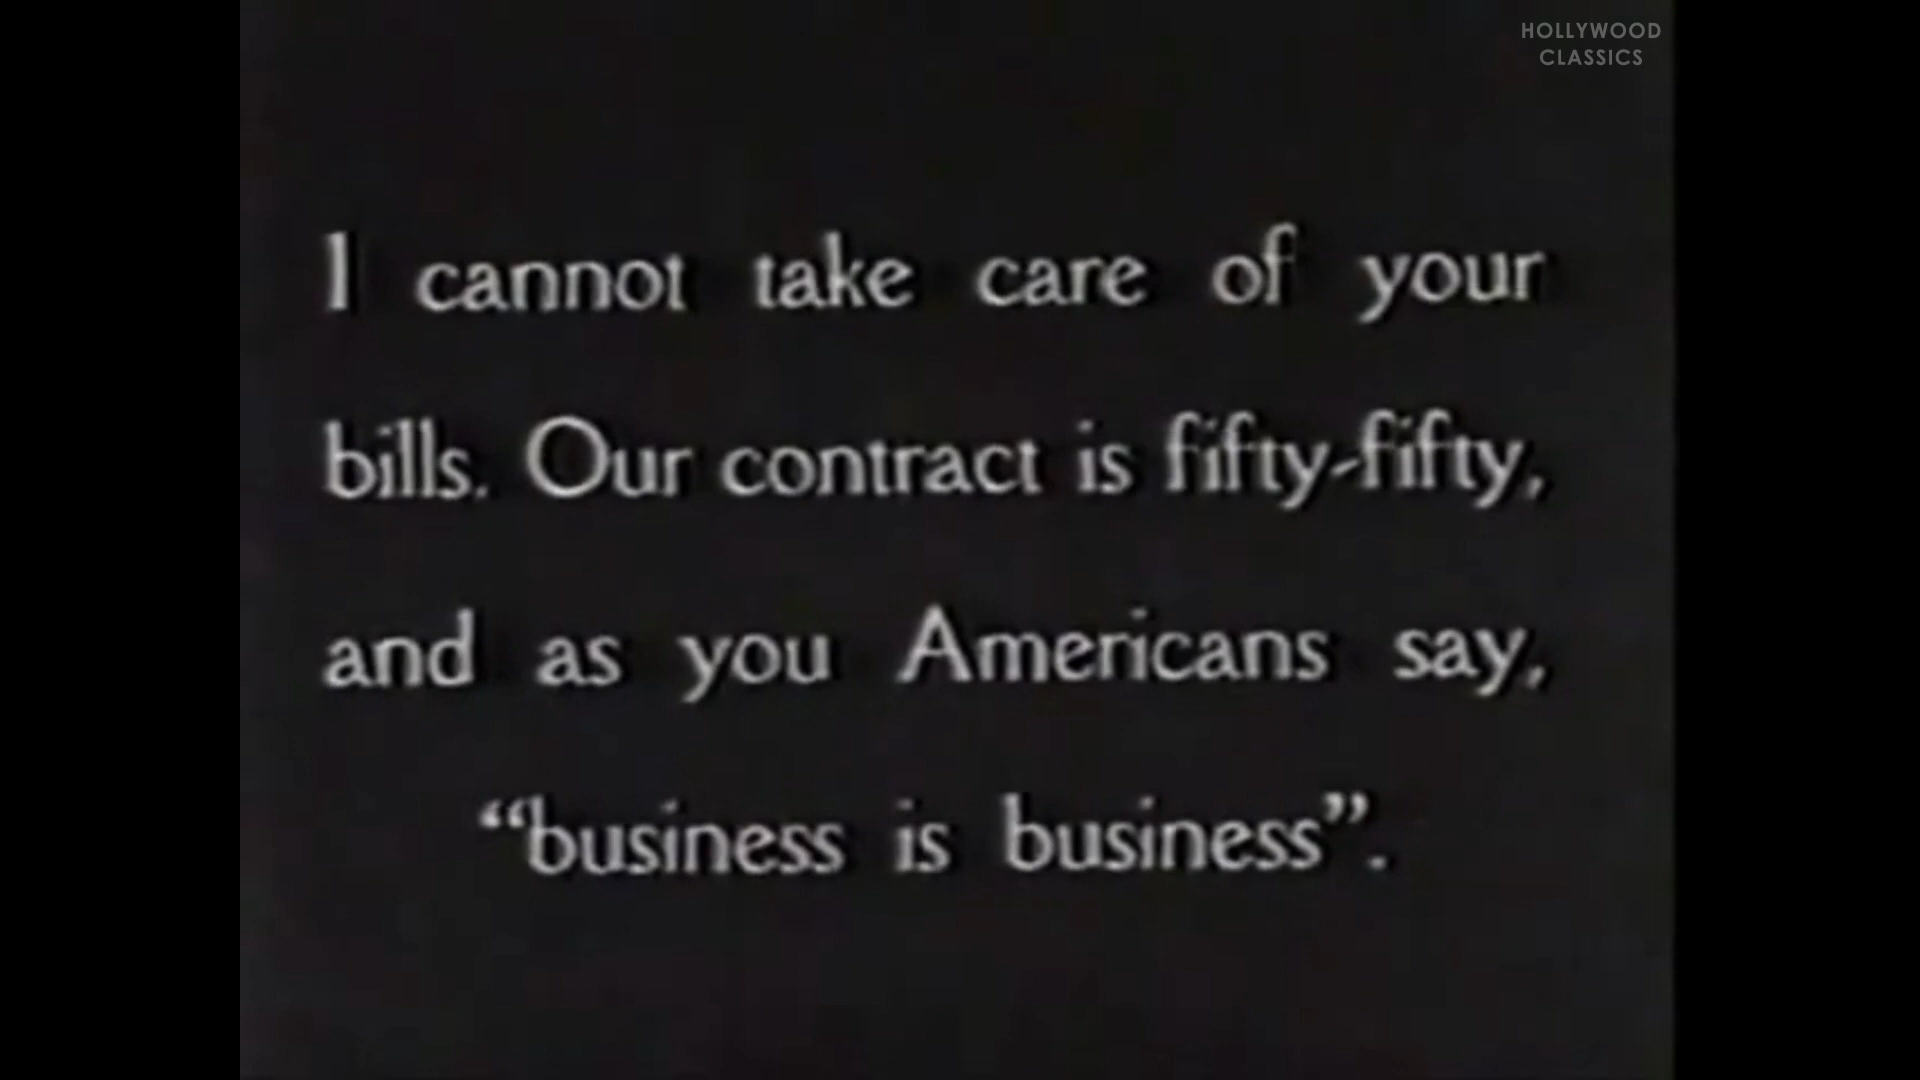 HOLLYWOOD
CLASSICS
I cannot take care of your
bills. Our contract is fifty-fifty,
and as you Americans say,
“business is business”.